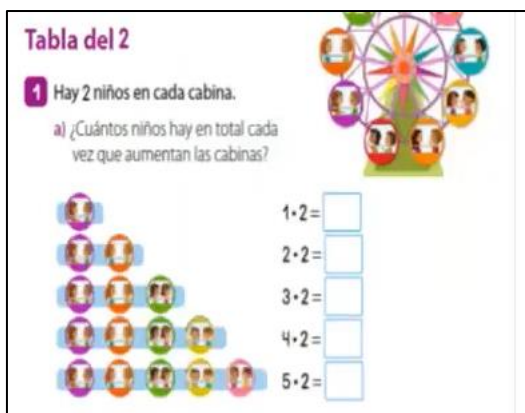 Tabla del 2
1 Hay 2 niños en cada cabina.
a) ¿Cuántos niños hay en total cada
vez que aumentan las cabinas?
1•2=
2•2=
3•2=
4•2=
5•2=